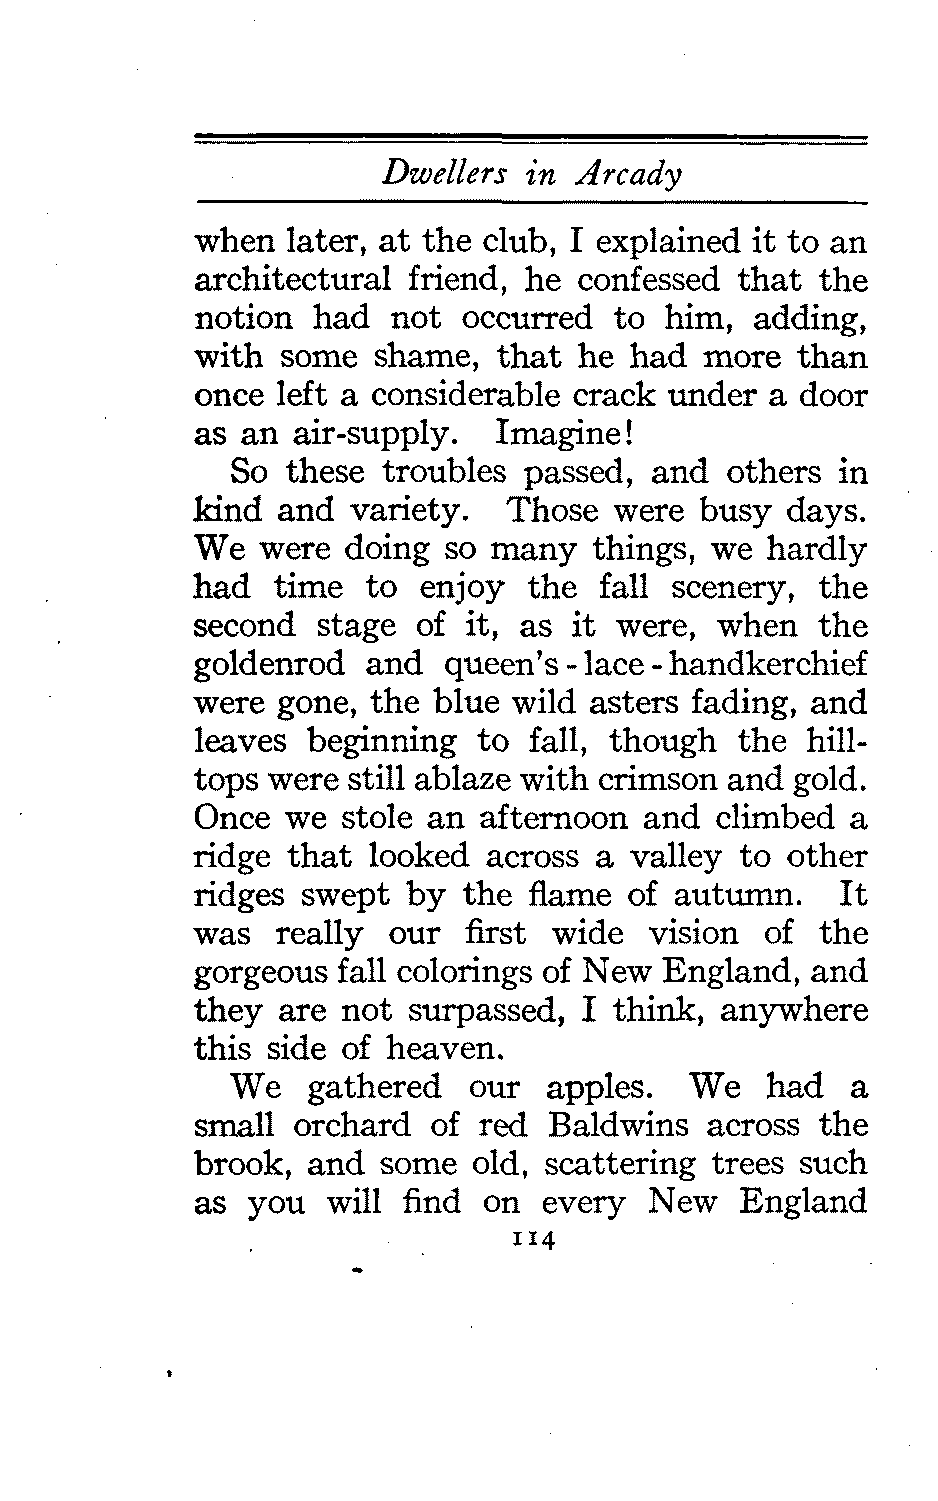 Dwellers in Arcady
when later, at the club, I explained it to an
architectural friend, he confessed that the
notion had not occurred to him, adding,
with some shame, that he had more than
once left a considerable crack under a door
as an air-supply. Imagine!
So these troubles passed, and others in
kind and variety. Those were busy days.
We were doing so many things, we hardly
had time to enjoy the fall scenery, the
second stage of it, as it were, when the
goldenrod and queen's-lace-handkerchief
were gone, the blue wild asters fading, and
leaves beginning to fall, though the hill-
tops were still ablaze with crimson and gold.
Once we stole an afternoon and climbed a
ridge that looked across a valley to other
ridges swept by the flame of autumn. It
was really our first wide vision of the
gorgeous fall colorings of New England, and
they are not surpassed, I think, anywhere
this side of heaven.
We gathered our apples. We had a
small orchard of red Baldwins across the
brook, and some old, scattering trees such
as you will find on every New England
114